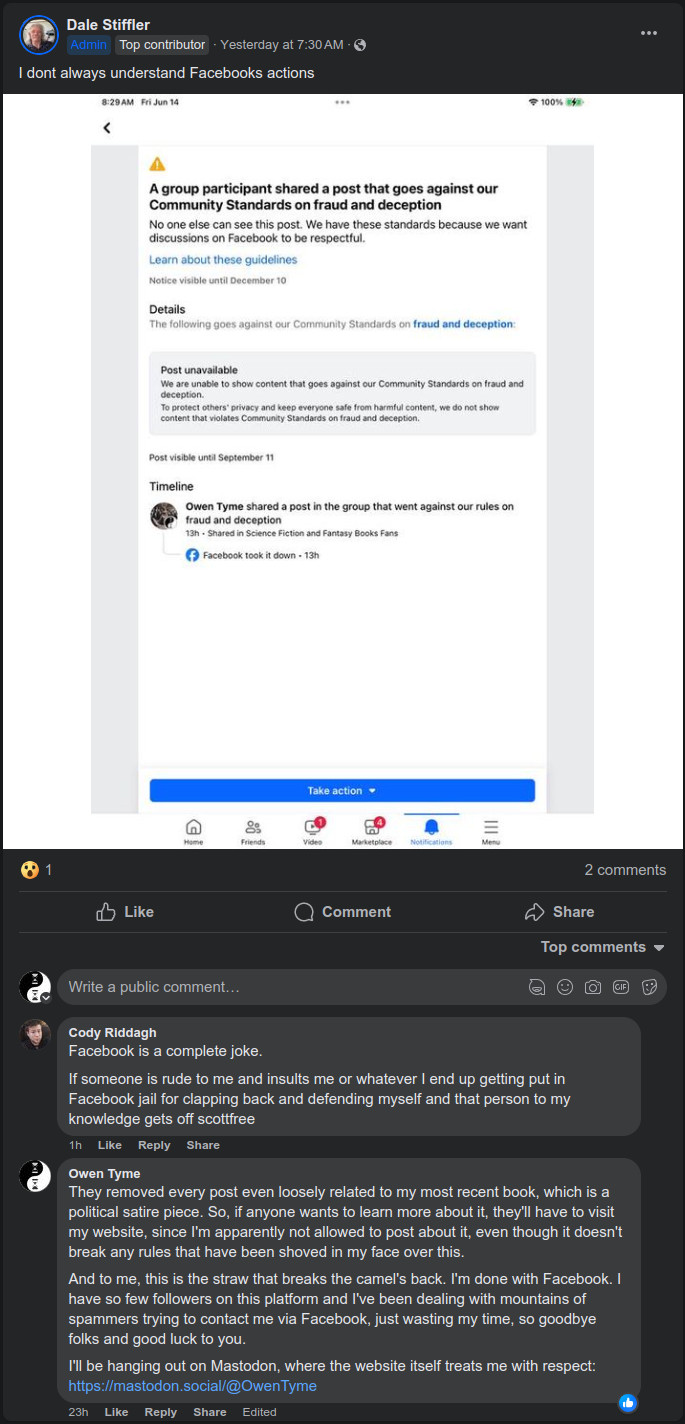 Dale Stiffler
Admin Top contributor · Yesterday at 7:30 AM ·
I dont always understand Facebooks actions
8:29 AM Fri Jun 14
100%
A group participant shared a post that goes against our
Community Standards on fraud and deception
No one else can see this post. We have these standards because we want
discussions on Facebook to be respectful.
Learn about these guidelines
Notice visible until December 10
Details
The following goes against our Community Standards on fraud and deception:
Post unavailable
We are unable to show content that goes against our Community Standards on fraud and
deception.
To protect others' privacy and keep everyone safe from harmful content, we do not show
content that violates Community Standards on fraud and deception.
Post visible until September 11
Timeline
Owen Tyme shared a post in the group that went against our rules on
fraud and deception
13h • Shared in Science Fiction and Fantasy Books Fans
Facebook took it down • 13h
Take action
1
4
Home Friends Video Marketplace Notifications Menu
1
2 comments
Like Comment Share
Top comments
Write a public comment…
GIF
Cody Riddagh
Facebook is a complete joke.
If someone is rude to me and insults me or whatever I end up getting put in
Facebook jail for clapping back and defending myself and that person to my
knowledge gets off scottfree
1h Like Reply Share
Owen Tyme
They removed every post even loosely related to my most recent book, which is a
political satire piece. So, if anyone wants to learn more about it, they'll have to visit
my website, since I'm apparently not allowed to post about it, even though it doesn't
break any rules that have been shoved in my face over this.
And to me, this is the straw that breaks the camel's back. I'm done with Facebook. I
have so few followers on this platform and I've been dealing with mountains of
spammers trying to contact me via Facebook, just wasting my time, so goodbye
folks and good luck to you.
I'll be hanging out on Mastodon, where the website itself treats me with respect:
https://mastodon.social/@OwenTyme
23h Like Reply Share Edited